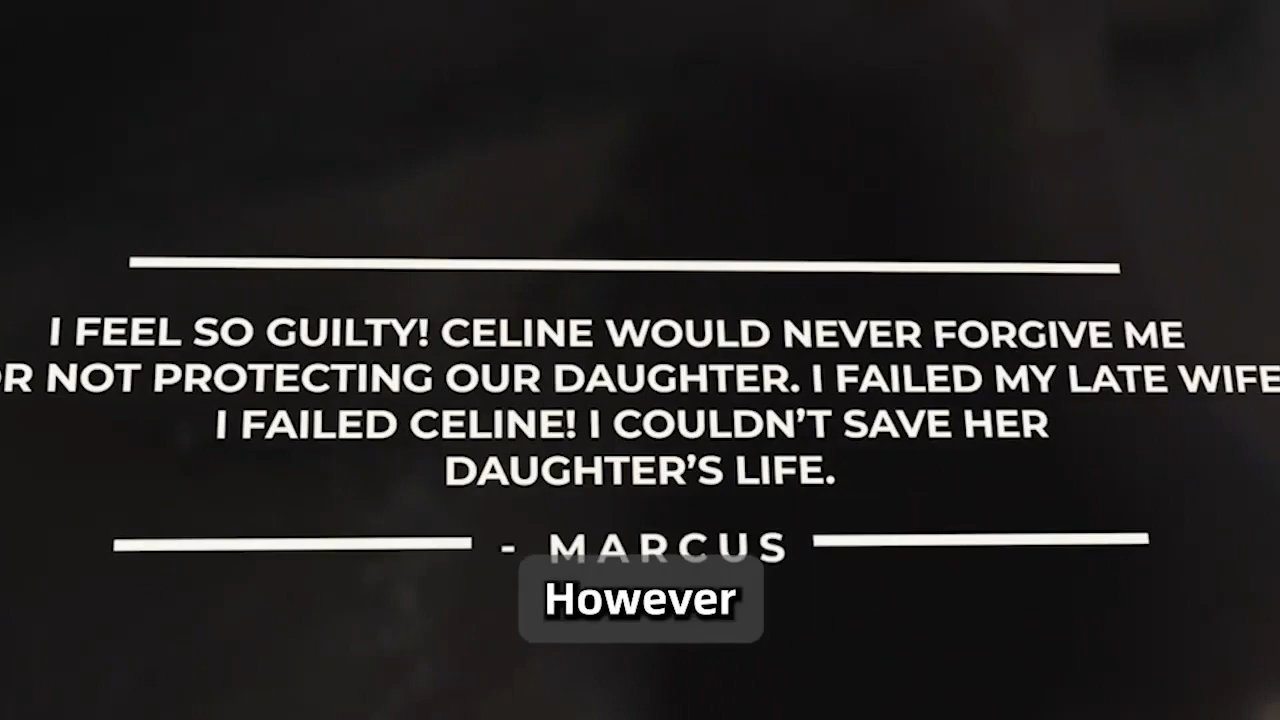 I FEEL SO GUILTY! CELINE WOULD NEVER FORGIVE ME
NOT PROTECTING OUR DAUGHTER. I FAILED MY LATE WIFE
I FAILED CELINE! I COULDN’T SAVE HER
DAUGHTER’S LIFE.
- MARCUS
However